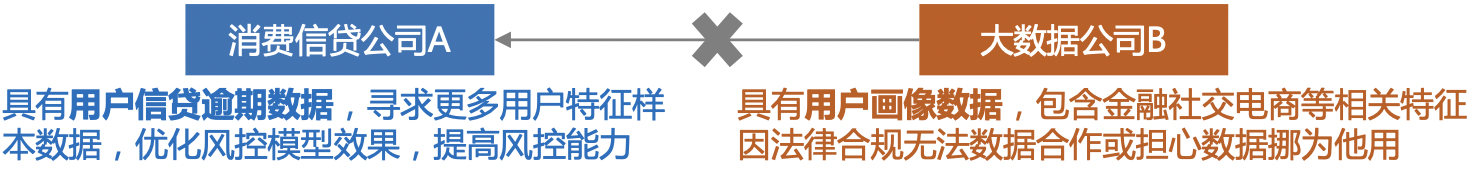 消费信贷公司A
大数据公司B
具有用户信贷逾期数据，寻求更多用户特征样
本数据，优化风控模型效果，提高风控能力
具有用户画像数据，包含金融社交电商等相关特征
因法律合规无法数据合作或担心数据挪为他用